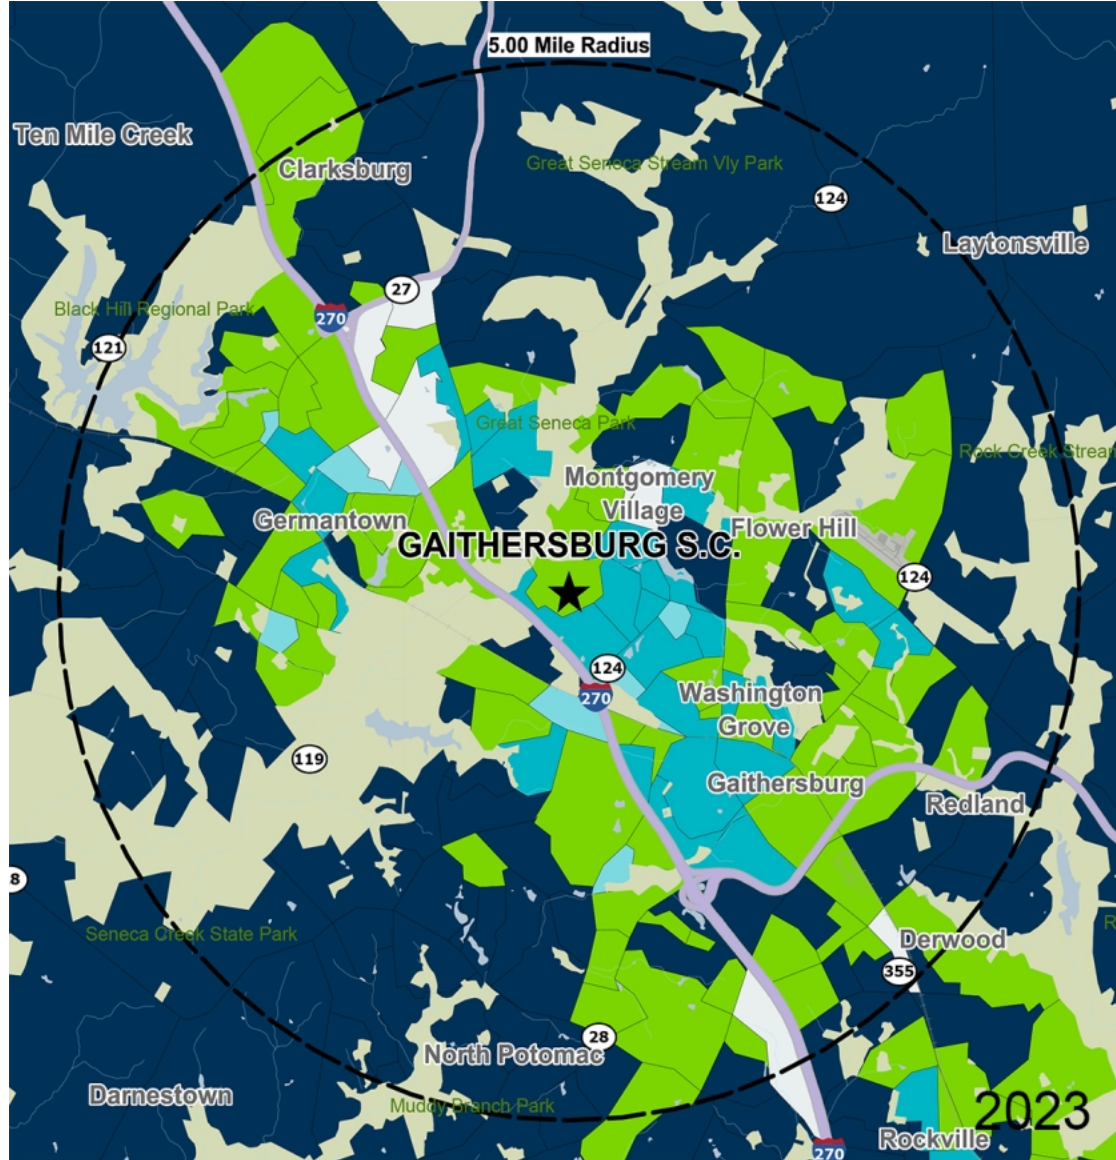 5.00 Mile Radius
Ten Mile Creek
Clarksburg
Great Seneca Stream Vly Park
124
Laytonsville
27
Black Hill Regional Park
270
121
Great Seneca Park
Rock Creek Stream
Montgomery
Village
Germantown
Flower Hill
GAITHERSBURG S.C.
124
124
270
Washington
Grove
119
Gaithersburg
Redland
8
Seneca Creek State Park
R
Derwood
355
28
North Potomac
Darnestown
Muddy Branch Park
2023
Rockville
270